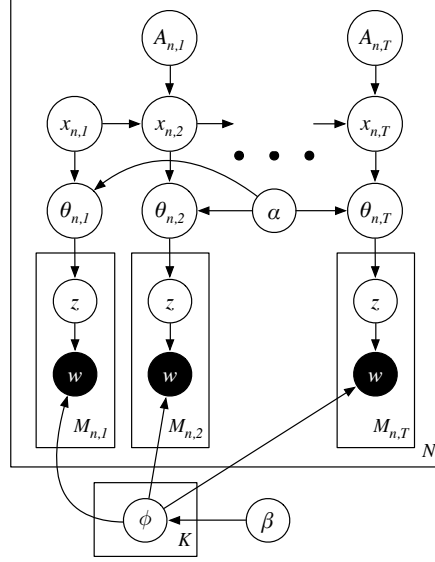 A_{n,1} A_{n,T}
x_{n,1} x_{n,2} • • • x_{n,T}
θ_{n,1} θ_{n,2} α θ_{n,T}
z z z
w w w
M_{n,1} M_{n,2} M_{n,T}
N
ϕ β
K